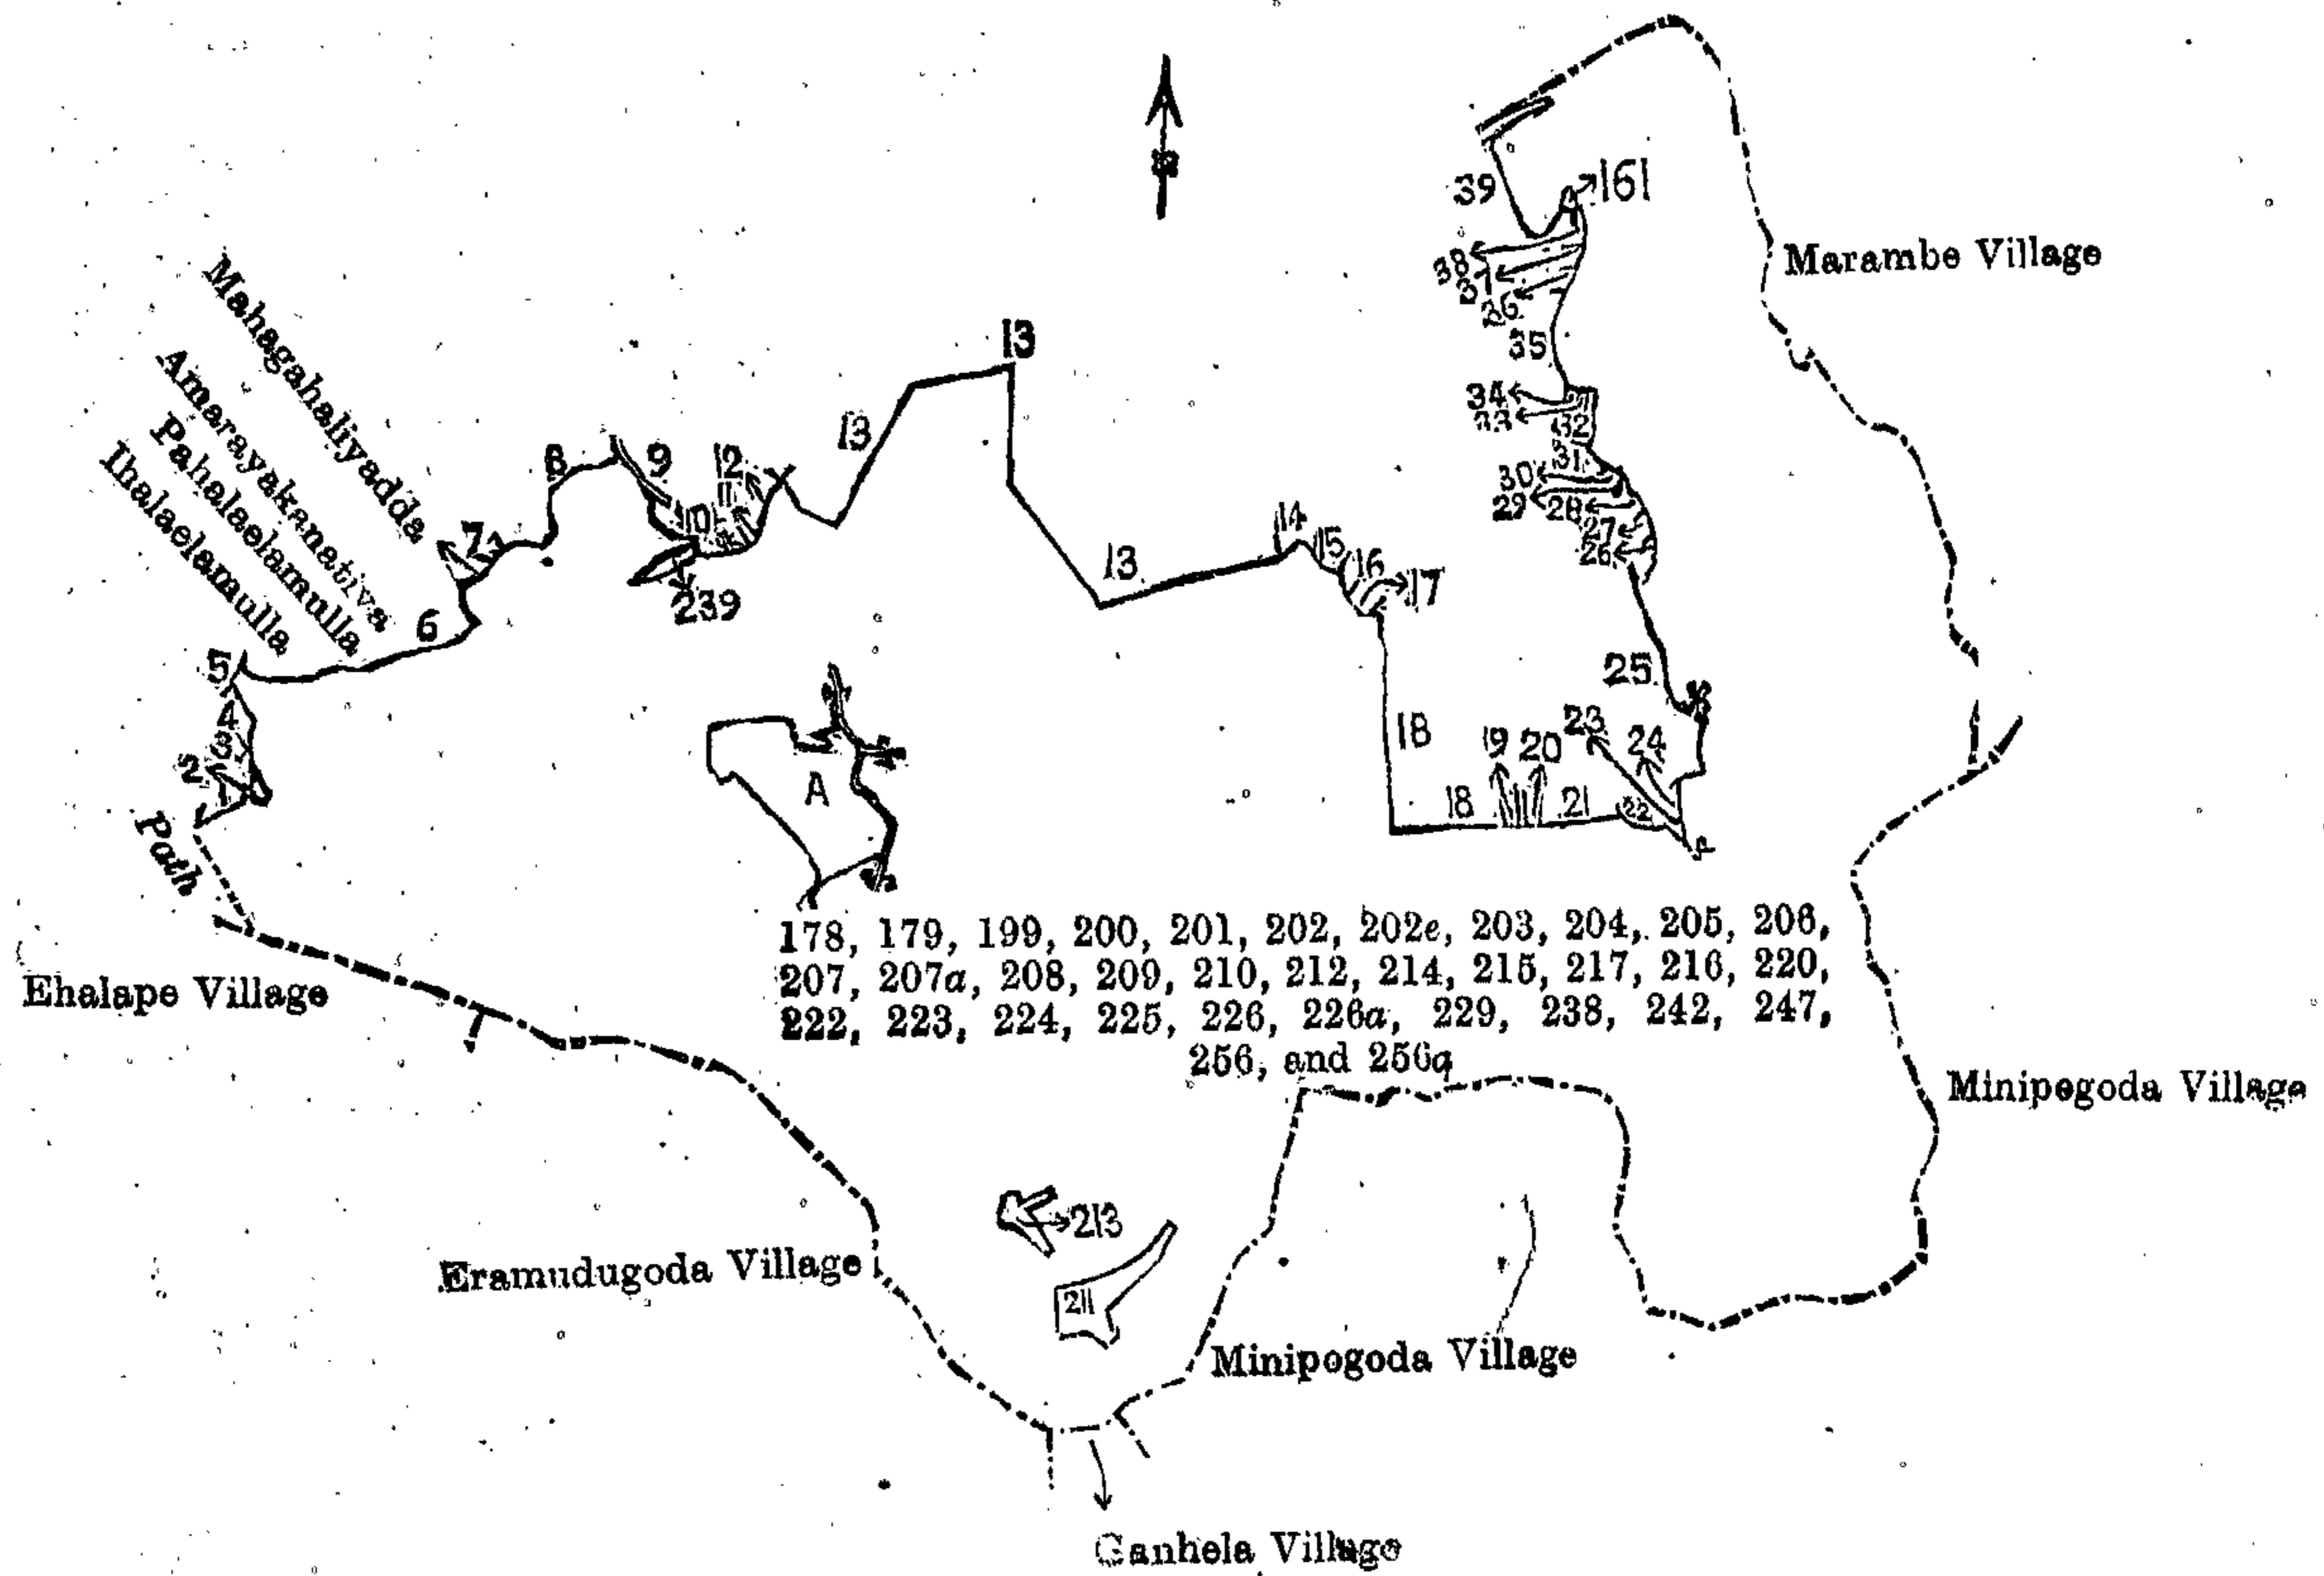 161
39
Marambe Village
38
37
36
35
34
33
32
31
30
29
28
27
26
25
Mahagahaliyadda
Amarayakanativa
Pahalaelamulla
Ihalaelamulla
13
13
13
8
9
12
11
10
7
239
6
5
4
3
2
1
Path
14
15
16
17
18
18
19
20
21
22
23
24
A
178, 179, 199, 200, 201, 202, 202e, 203, 204, 205, 206,
207, 207a, 208, 209, 210, 212, 214, 215, 217, 216, 220,
222, 223, 224, 225, 226, 226a, 229, 238, 242, 247,
256, and 256q
Ehalape Village
Minipogoda Village
213
211
Eramudugoda Village
Minipogoda Village
Ganhela Village